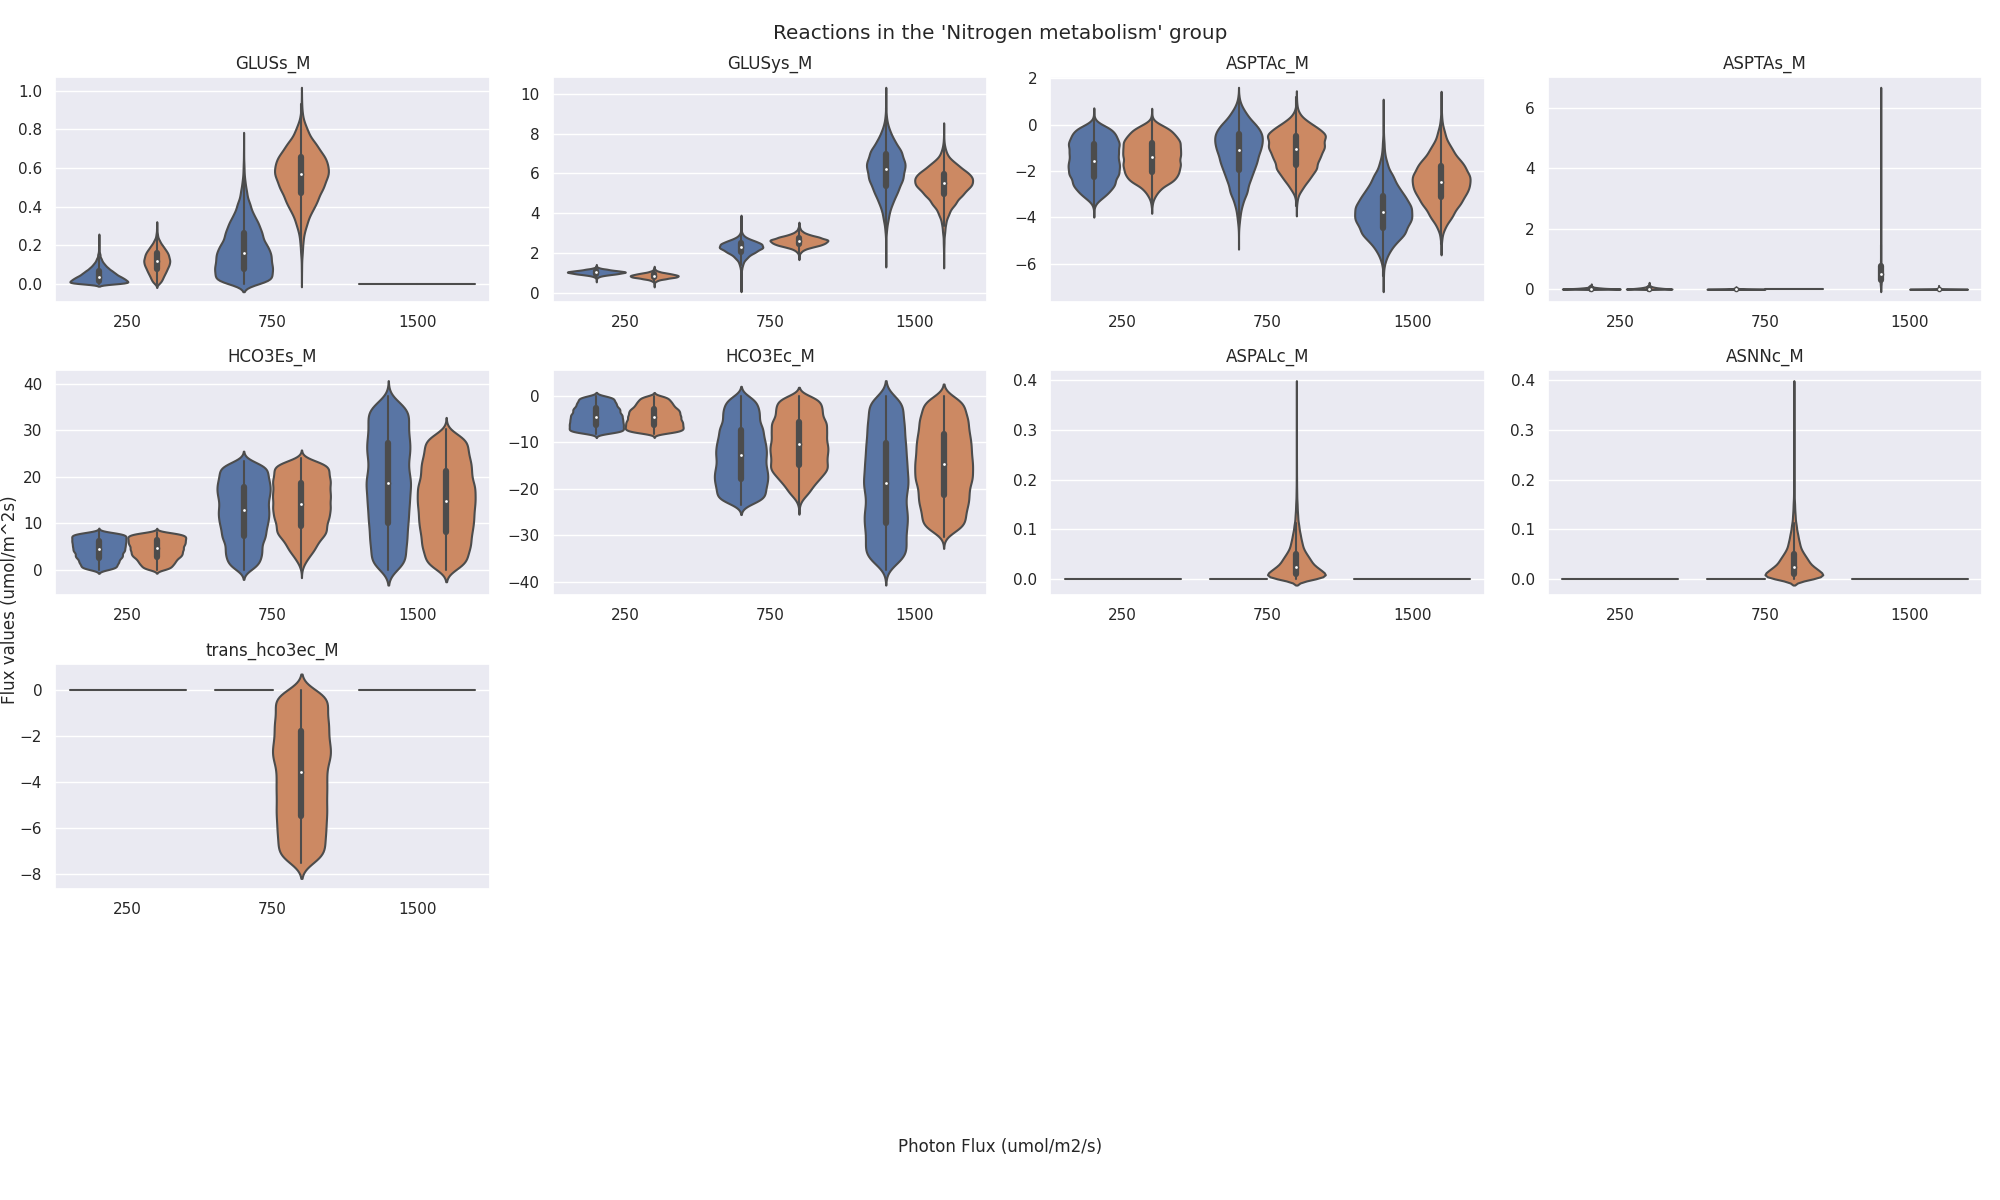 Reactions in the 'Nitrogen metabolism' group
GLUSs_M
1.0
0.8
0.6
0.4
0.2
0.0
250 750 1500
GLUSys_M
10
8
6
4
2
0
250 750 1500
ASPTAc_M
2
0
−2
−4
−6
250 750 1500
ASPTAs_M
6
4
2
0
250 750 1500
HCO3Es_M
40
30
20
10
0
250 750 1500
HCO3Ec_M
0
−10
−20
−30
−40
250 750 1500
ASPALc_M
0.4
0.3
0.2
0.1
0.0
250 750 1500
ASNNc_M
0.4
0.3
0.2
0.1
0.0
250 750 1500
Flux values (umol/m^2s)
trans_hco3ec_M
0
−2
−4
−6
−8
250 750 1500
Photon Flux (umol/m2/s)